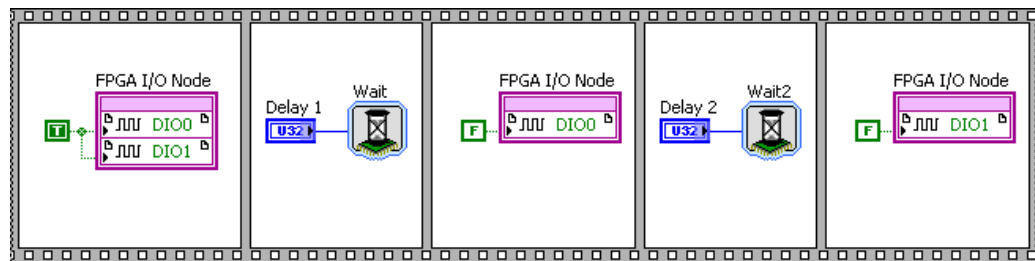 FPGA I/O Node
T
DIO0
DIO1
Delay 1
U32
Wait
FPGA I/O Node
F
DIO0
Delay 2
U32
Wait2
FPGA I/O Node
F
DIO1